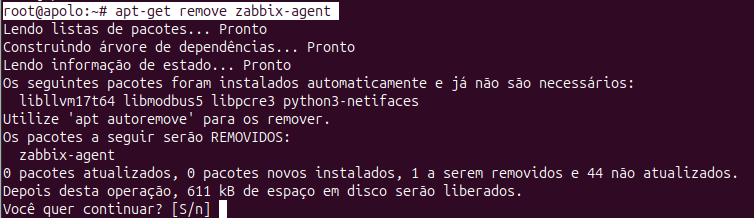 root@apolo:~# apt-get remove zabbix-agent
Lendo listas de pacotes... Pronto
Construindo árvore de dependências... Pronto
Lendo informação de estado... Pronto
Os seguintes pacotes foram instalados automaticamente e já não são necessários:
  libllvm17t64 libmodbus5 libpcre3 python3-netifaces
Utilize 'apt autoremove' para os remover.
Os pacotes a seguir serão REMOVIDOS:
  zabbix-agent
0 pacotes atualizados, 0 pacotes novos instalados, 1 a serem removidos e 44 não atualizados.
Depois desta operação, 611 kB de espaço em disco serão liberados.
Você quer continuar? [S/n]